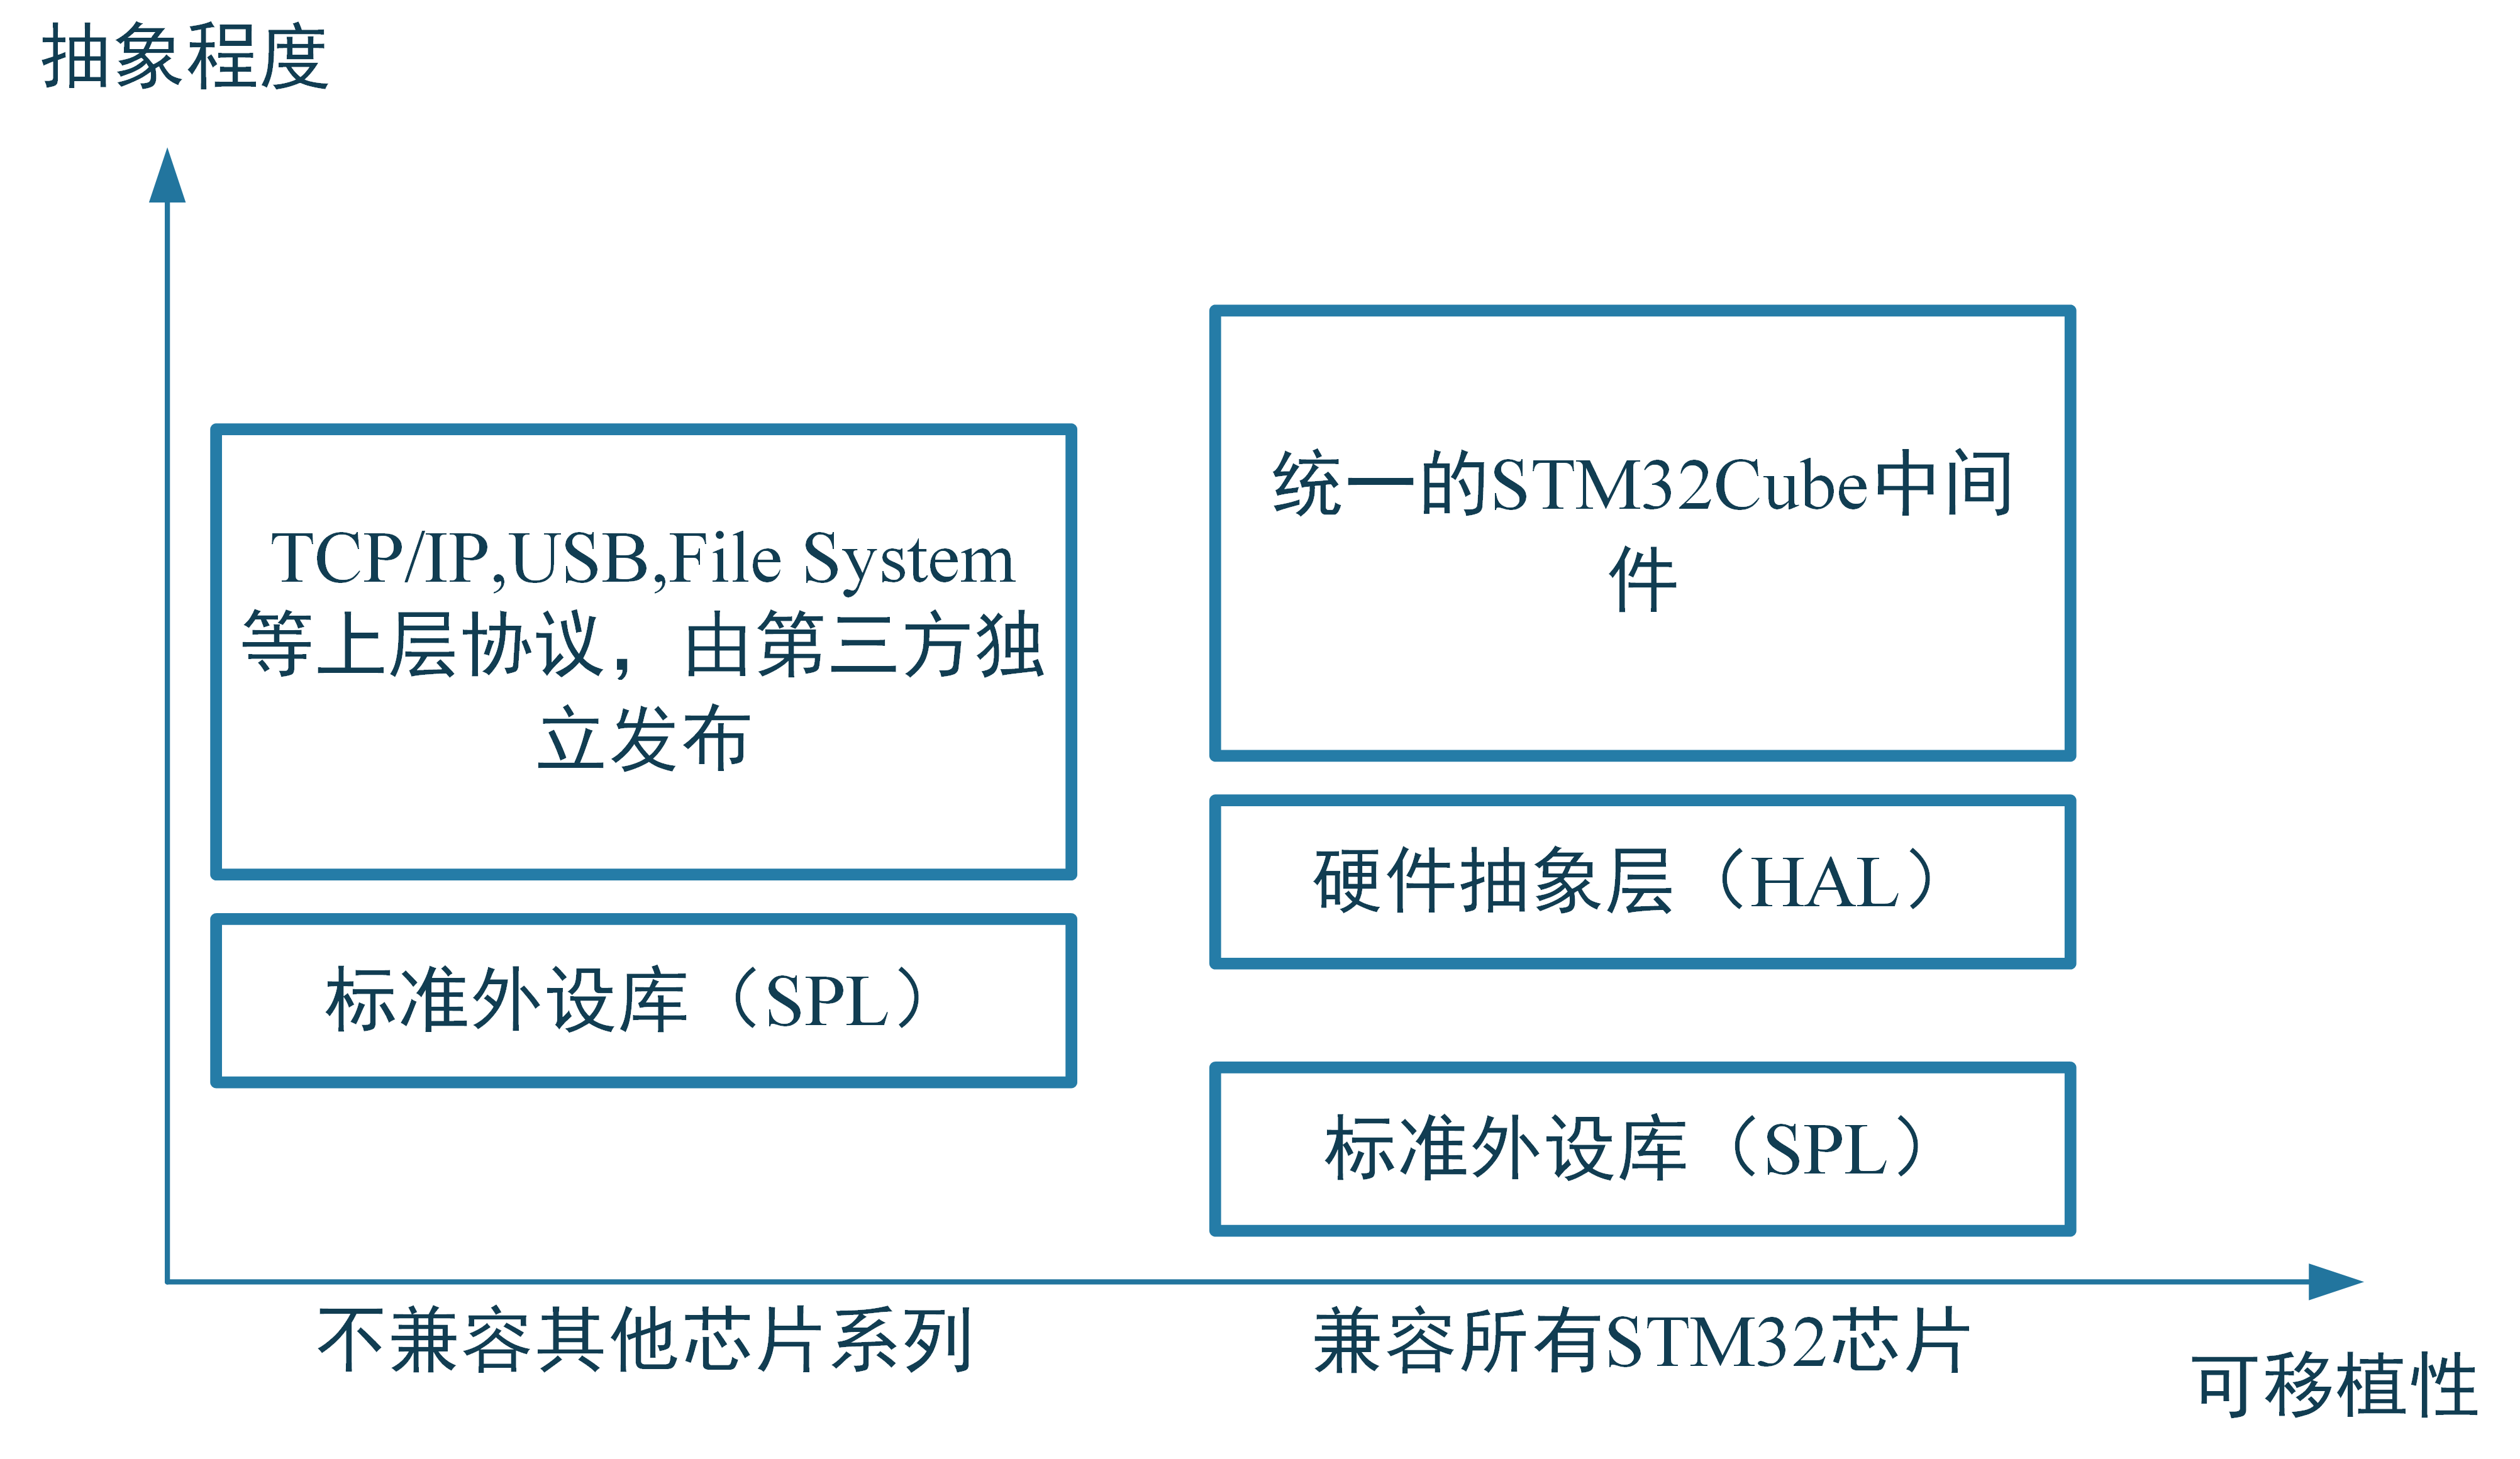 抽象程度
TCP/IP,USB,File System
等上层协议，由第三方独
立发布
标准外设库（SPL）
统一的STM32Cube中间
件
硬件抽象层（HAL）
标准外设库（SPL）
不兼容其他芯片系列
兼容所有STM32芯片
可移植性